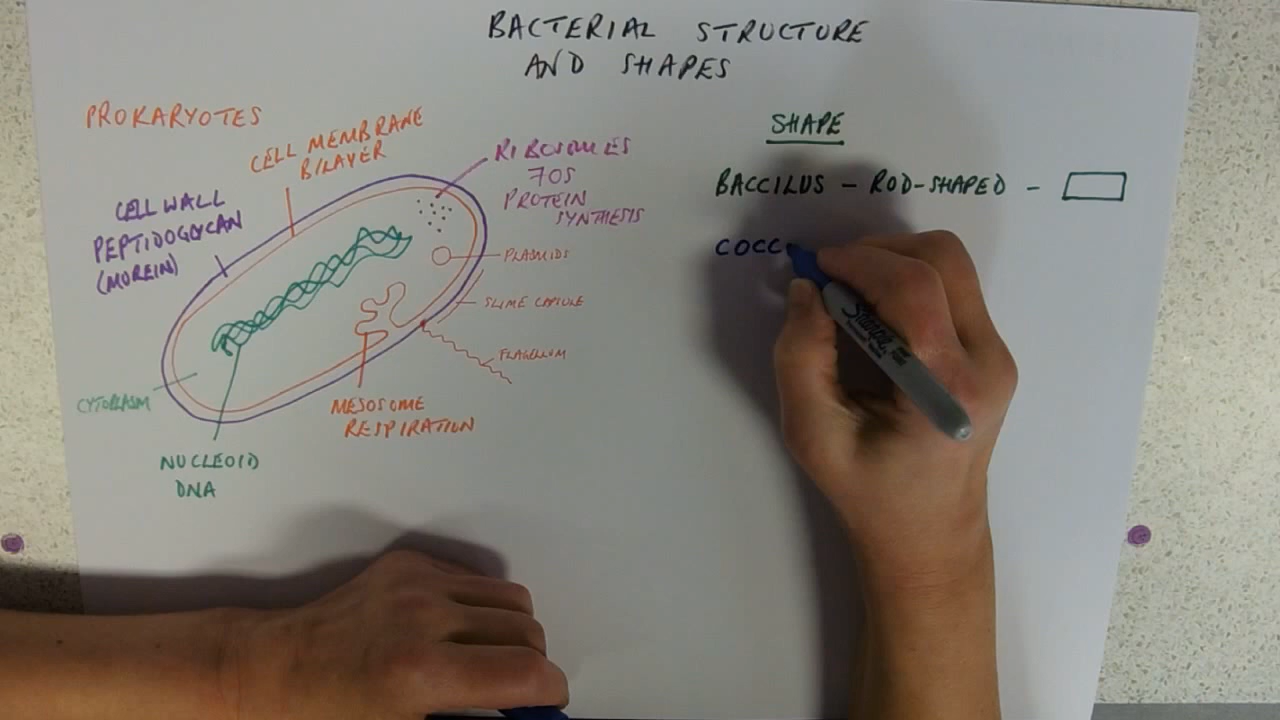 BACTERIAL STRUCTURE
AND SHAPES
PROKARYOTES
CELL MEMBRANE
BILAYER
CELL WALL
PEPTIDOGLYCAN
(MUREIN)
RIBOSOMES
70S
PROTEIN
SYNTHESIS
PLASMIDS
SLIME CAPSULE
FLAGELLUM
MESOSOME
RESPIRATION
CYTOPLASM
NUCLEOID
DNA
SHAPE
BACCILUS – ROD-SHAPED –
COCC
Sharpie